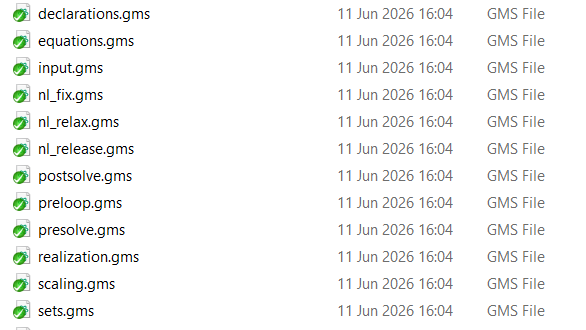 declarations.gms 11 Jun 2026 16:04 GMS File
equations.gms 11 Jun 2026 16:04 GMS File
input.gms 11 Jun 2026 16:04 GMS File
nl_fix.gms 11 Jun 2026 16:04 GMS File
nl_relax.gms 11 Jun 2026 16:04 GMS File
nl_release.gms 11 Jun 2026 16:04 GMS File
postsolve.gms 11 Jun 2026 16:04 GMS File
preloop.gms 11 Jun 2026 16:04 GMS File
presolve.gms 11 Jun 2026 16:04 GMS File
realization.gms 11 Jun 2026 16:04 GMS File
scaling.gms 11 Jun 2026 16:04 GMS File
sets.gms 11 Jun 2026 16:04 GMS File